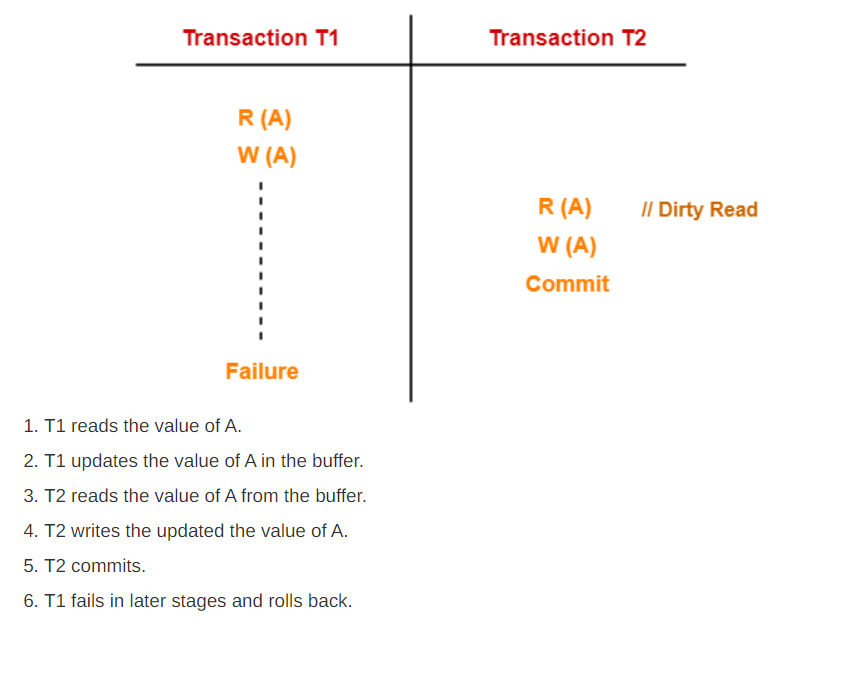 Transaction T1
Transaction T2
R (A)
W (A)
R (A) // Dirty Read
W (A)
Commit
Failure
1. T1 reads the value of A.
2. T1 updates the value of A in the buffer.
3. T2 reads the value of A from the buffer.
4. T2 writes the updated the value of A.
5. T2 commits.
6. T1 fails in later stages and rolls back.